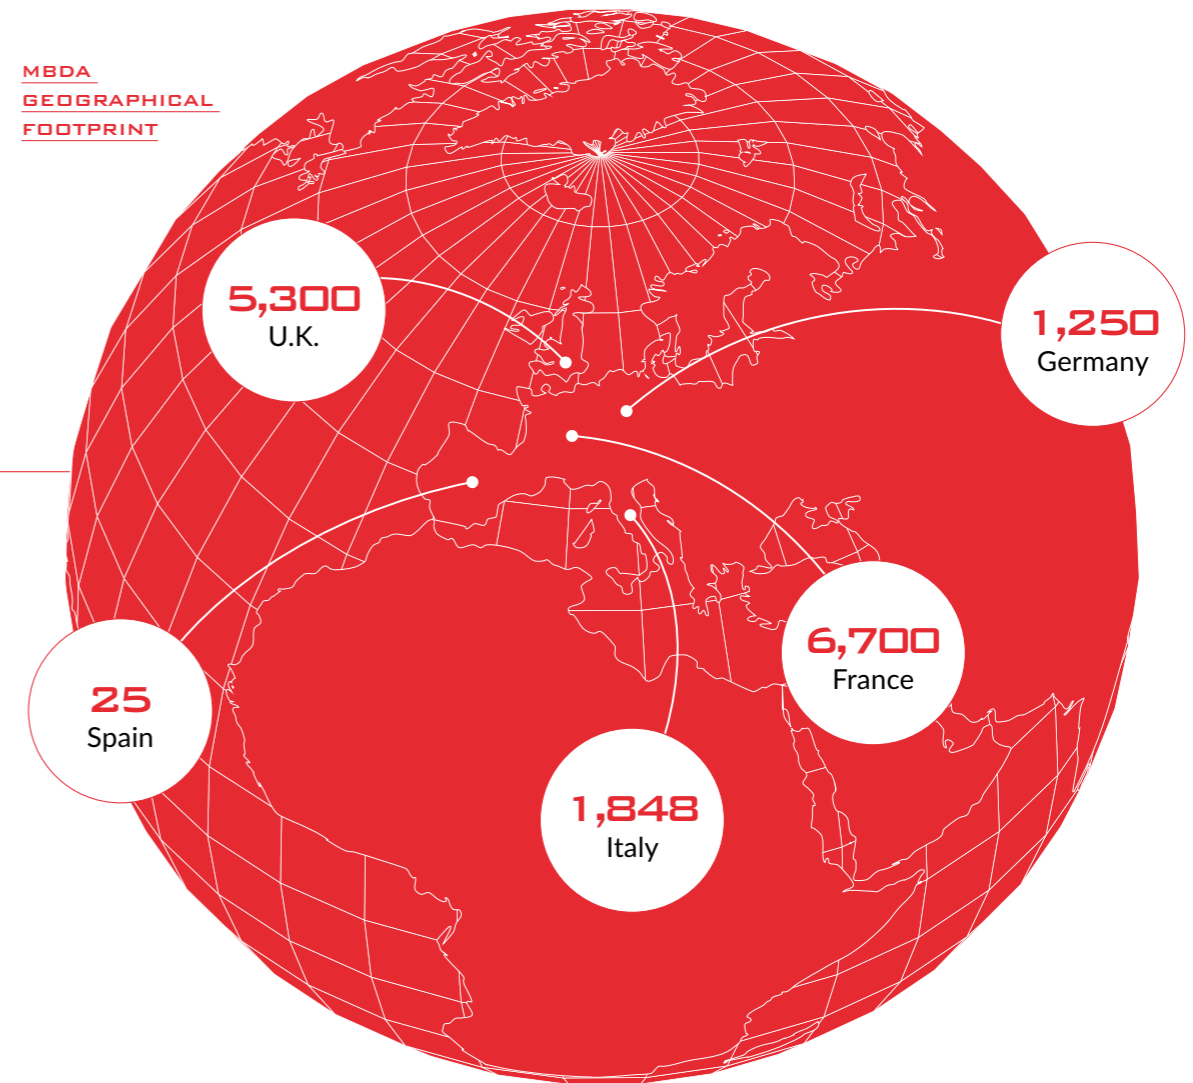 MBDA
GEOGRAPHICAL
FOOTPRINT
5,300
U.K.
1,250
Germany
6,700
France
25
Spain
1,848
Italy